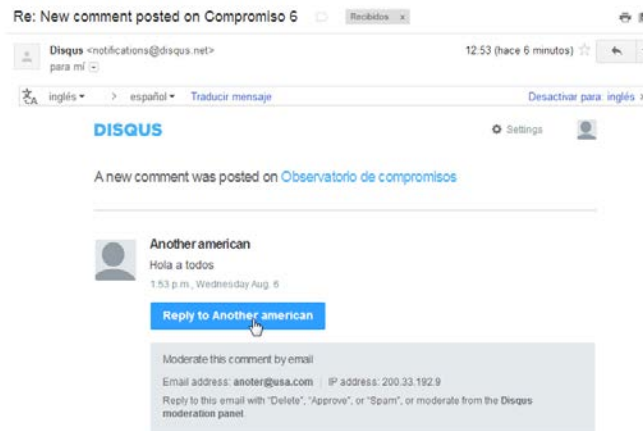 Re: New comment posted on Compromiso 6 Recibidos x
Disqus <notifications@disqus.net> 12:53 (hace 6 minutos)
para mí
inglés > español Traducir mensaje Desactivar para: inglés x
DISQUS Settings
A new comment was posted on Observatorio de compromisos
Another american
Hola a todos
1:53 p.m., Wednesday Aug. 6
Reply to Another american
Moderate this comment by email
Email address: anoter@usa.com | IP address: 200.33.192.9
Reply to this email with "Delete", "Approve", or "Spam", or moderate from the Disqus
moderation panel.